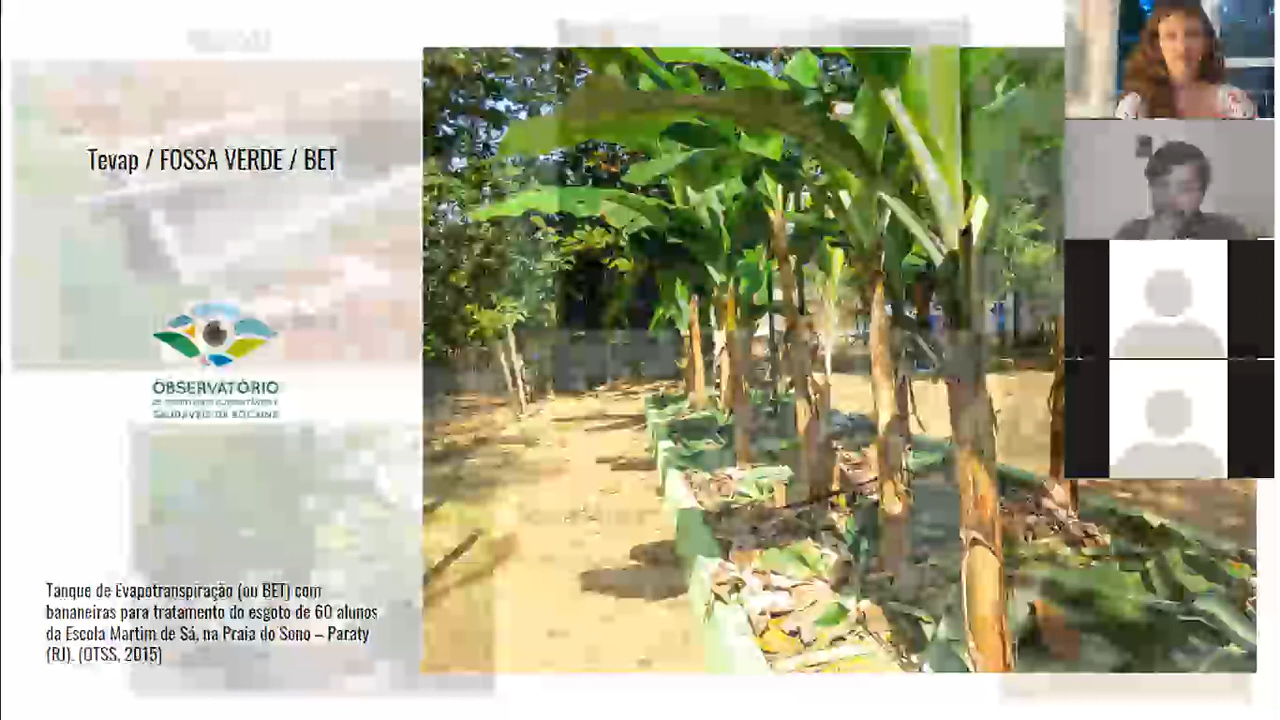 Tevap / FOSSA VERDE / BET
OBSERVATÓRIO
Tanque de Evapotranspiração (ou BET) com
bananeiras para tratamento do esgoto de 60 alunos
da Escola Martim de Sá, na Praia do Sono – Paraty
(RJ). (OTSS, 2015)